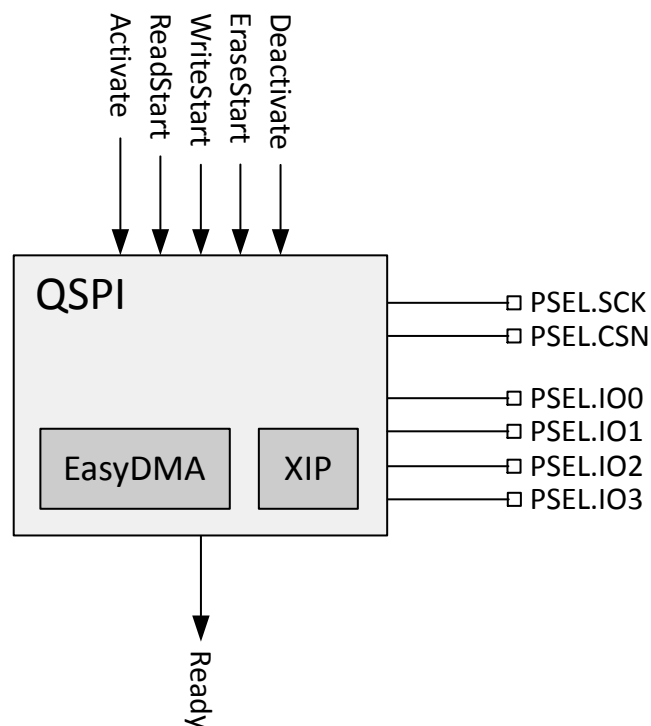 Activate
ReadStart
WriteStart
EraseStart
Deactivate
QSPI
PSEL.SCK
PSEL.CSN
PSEL.IO0
PSEL.IO1
PSEL.IO2
PSEL.IO3
EasyDMA
XIP
Ready